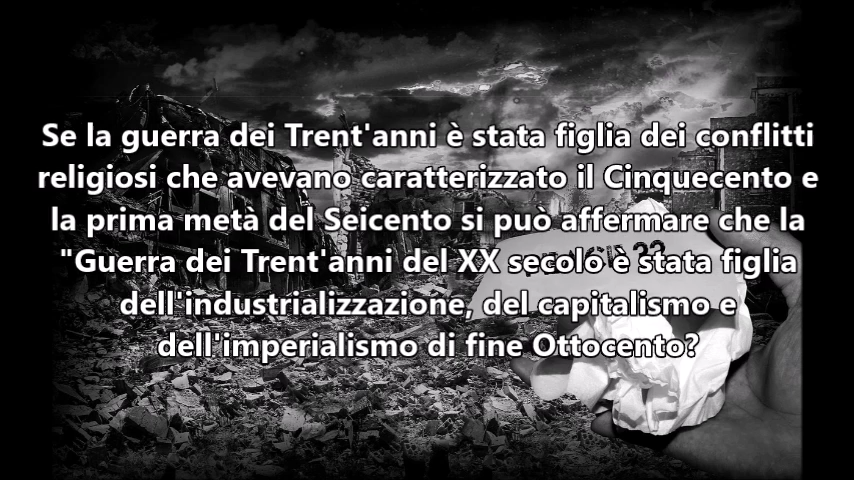 Se la guerra dei Trent'anni è stata figlia dei conflitti
religiosi che avevano caratterizzato il Cinquecento e
la prima metà del Seicento si può affermare che la
"Guerra dei Trent'anni del XX secolo è stata figlia
dell'industrializzazione, del capitalismo e
dell'imperialismo di fine Ottocento?